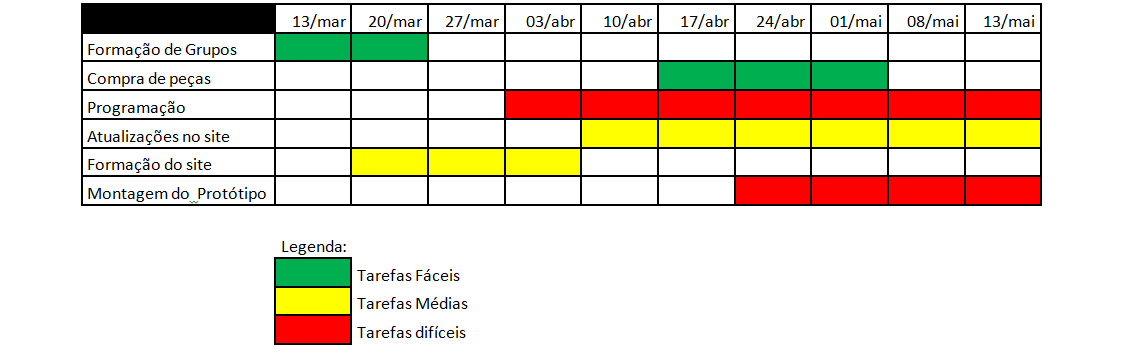 13/mar 20/mar 27/mar 03/abr 10/abr 17/abr 24/abr 01/mai 08/mai 13/mai
Formação de Grupos
Compra de peças
Programação
Atualizações no site
Formação do site
Montagem do Protótipo
Legenda:
Tarefas Fáceis
Tarefas Médias
Tarefas difíceis